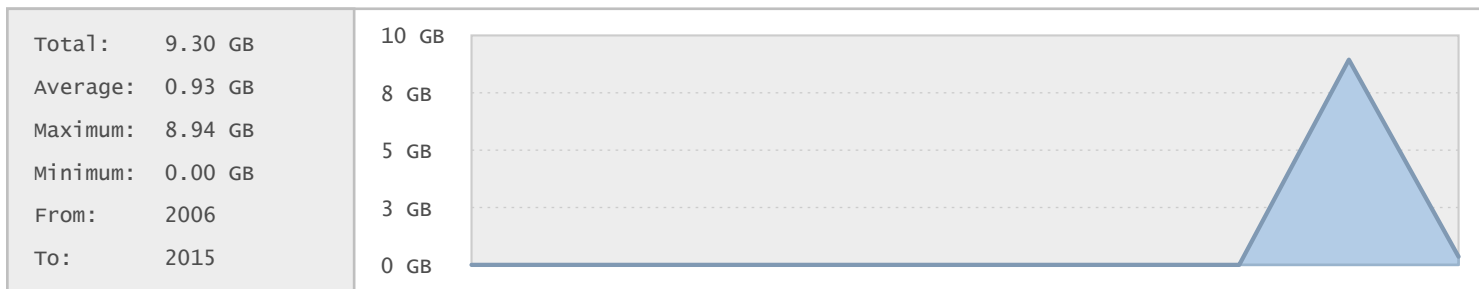 Total: 9.30 GB
Average: 0.93 GB
Maximum: 8.94 GB
Minimum: 0.00 GB
From: 2006
To: 2015
10 GB
8 GB
5 GB
3 GB
0 GB